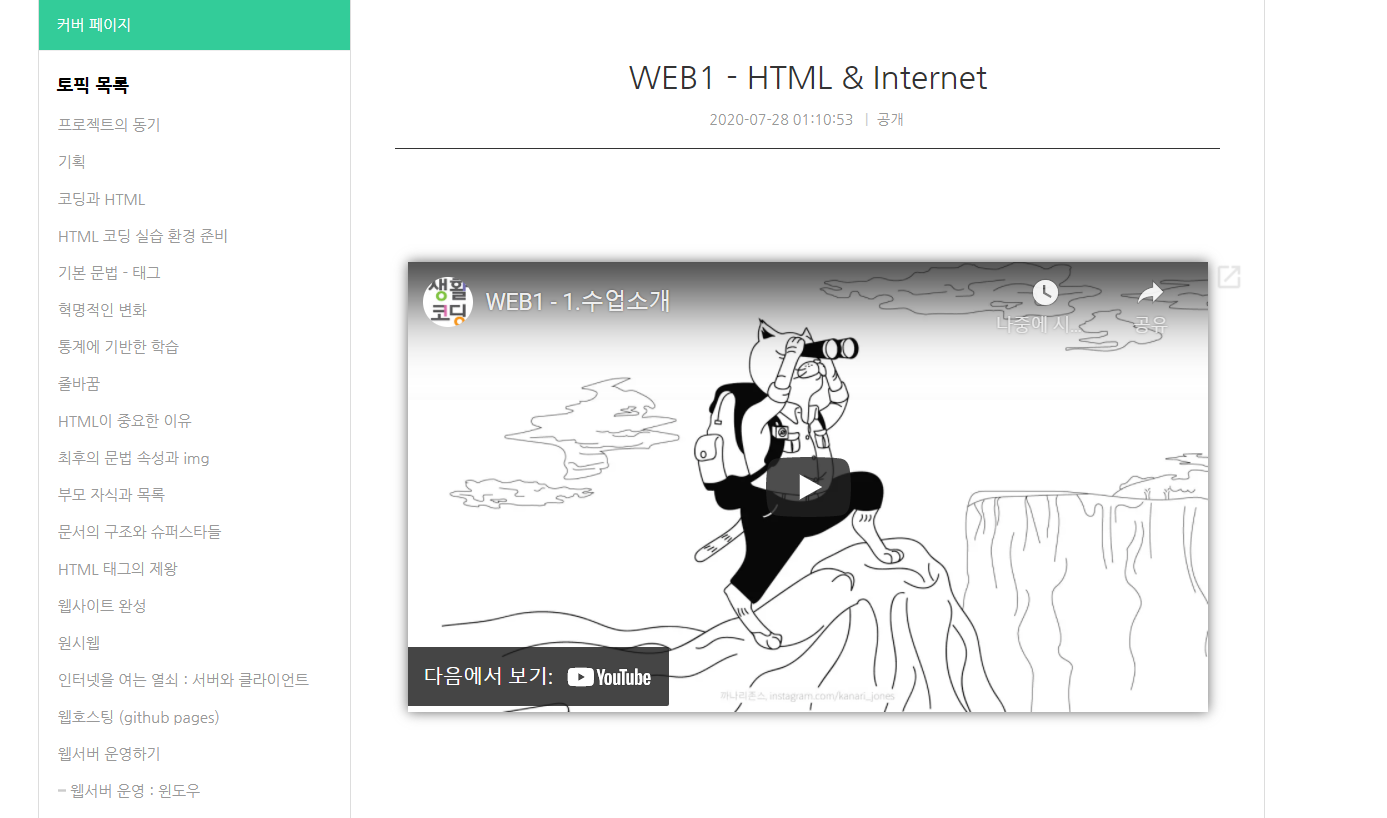 커버 페이지
토픽 목록
프로젝트의 동기
기획
코딩과 HTML
HTML 코딩 실습 환경 준비
기본 문법 - 태그
혁명적인 변화
통계에 기반한 학습
줄바꿈
HTML이 중요한 이유
최후의 문법 속성과 img
부모 자식과 목록
문서의 구조와 슈퍼스타들
HTML 태그의 제왕
웹사이트 완성
원시웹
인터넷을 여는 열쇠 : 서버와 클라이언트
웹호스팅 (github pages)
웹서버 운영하기
– 웹서버 운영 : 윈도우
WEB1 - HTML & Internet
2020-07-28 01:10:53 | 공개
생활
코딩
WEB1 - 1.수업소개
나중에 시...
공유
다음에서 보기: YouTube
까나리존스, instagram.com/kanari_jones